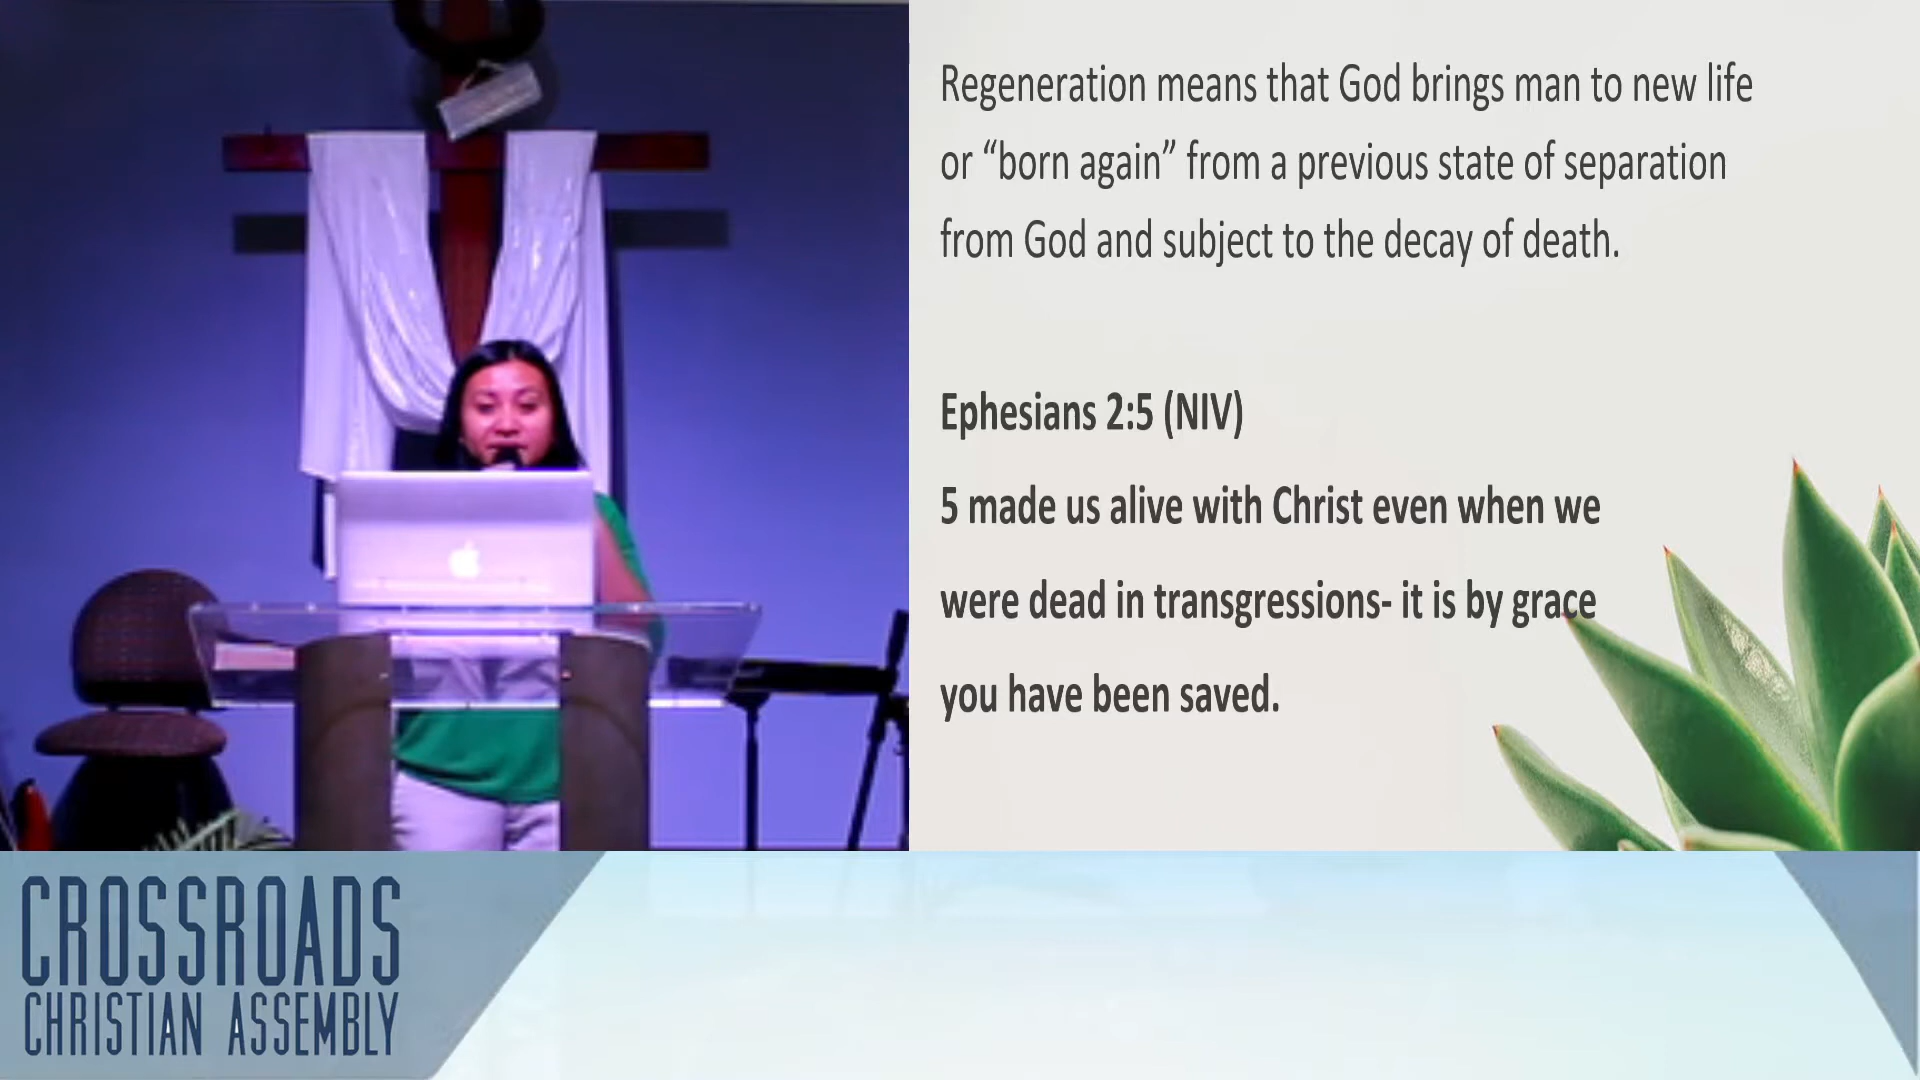 Regeneration means that God brings man to new life
or “born again” from a previous state of separation
from God and subject to the decay of death.
Ephesians 2:5 (NIV)
5 made us alive with Christ even when we
were dead in transgressions- it is by grace
you have been saved.
CROSSROADS
CHRISTIAN ASSEMBLY